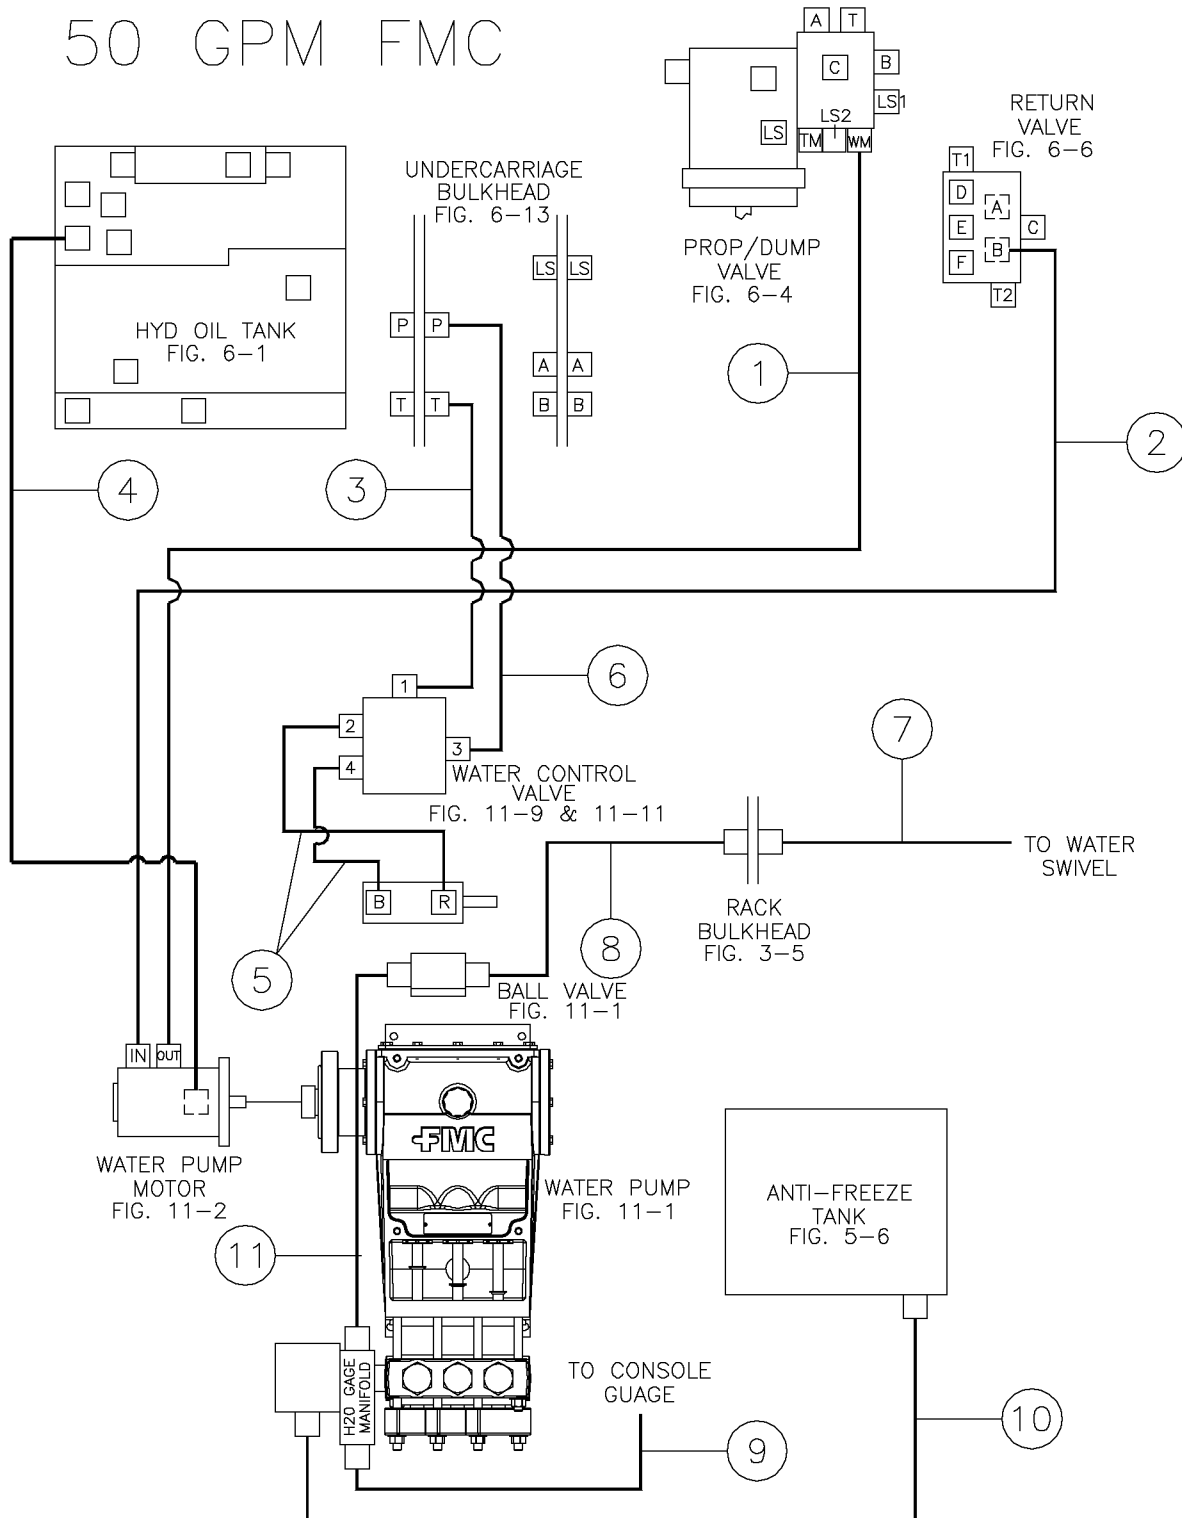 50 GPM FMC
A
T
C
B
LS1
LS2
LS
TM
WM
PROP/DUMP
VALVE
FIG. 6-4
RETURN
VALVE
FIG. 6-6
T1
D
A
E
C
B
F
T2
UNDERCARRIAGE
BULKHEAD
FIG. 6-13
LS LS
P P
A A
T T
B B
HYD OIL TANK
FIG. 6-1
1
2
3
4
6
7
1
2
3
4
WATER CONTROL
VALVE
FIG. 11-9 & 11-11
TO WATER
SWIVEL
B
R
RACK
BULKHEAD
FIG. 3-5
8
5
BALL VALVE
FIG. 11-1
IN
OUT
FMC
WATER PUMP
MOTOR
FIG. 11-2
WATER PUMP
FIG. 11-1
ANTI-FREEZE
TANK
FIG. 5-6
11
H20 GAGE
MANIFOLD
TO CONSOLE
GUAGE
9
10